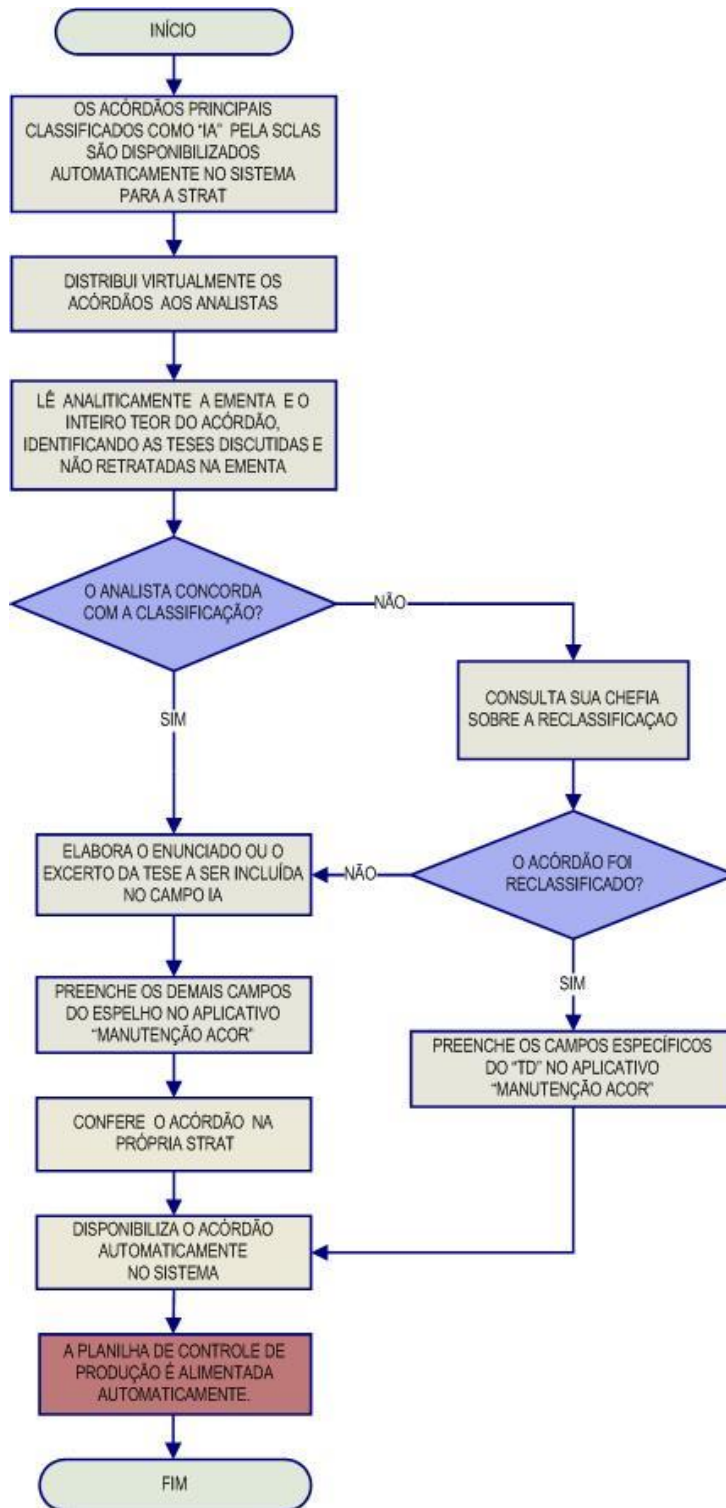 INÍCIO
OS ACÓRDÃOS PRINCIPAIS
CLASSIFICADOS COMO “IA” PELA SCLAS
SÃO DISPONIBILIZADOS
AUTOMATICAMENTE NO SISTEMA
PARA A STRAT
DISTRIBUI VIRTUALMENTE OS
ACÓRDÃOS AOS ANALISTAS
LÊ ANALITICAMENTE A EMENTA E O
INTEIRO TEOR DO ACÓRDÃO,
IDENTIFICANDO AS TESES DISCUTIDAS E
NÃO RETRATADAS NA EMENTA
O ANALISTA CONCORDA
COM A CLASSIFICAÇÃO?
NÃO
CONSULTA SUA CHEFIA
SOBRE A RECLASSIFICAÇAO
SIM
O ACÓRDÃO FOI
RECLASSIFICADO?
NÃO
ELABORA O ENUNCIADO OU O
EXCERTO DA TESE A SER INCLUÍDA
NO CAMPO IA
SIM
PREENCHE OS DEMAIS CAMPOS
DO ESPELHO NO APLICATIVO
“MANUTENÇÃO ACOR”
PREENCHE OS CAMPOS ESPECÍFICOS
DO “TD” NO APLICATIVO
“MANUTENÇÃO ACOR”
CONFERE O ACÓRDÃO NA
PRÓPRIA STRAT
DISPONIBILIZA O ACÓRDÃO
AUTOMATICAMENTE
NO SISTEMA
A PLANILHA DE CONTROLE DE
PRODUÇÃO É ALIMENTADA
AUTOMATICAMENTE.
FIM